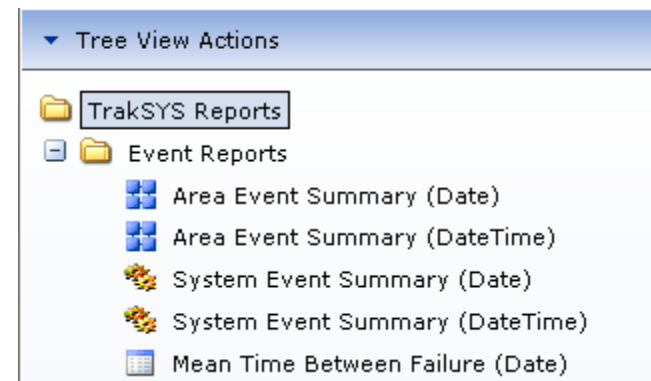 Tree View Actions
TrakSYS Reports
Event Reports
Area Event Summary (Date)
Area Event Summary (DateTime)
System Event Summary (Date)
System Event Summary (DateTime)
Mean Time Between Failure (Date)